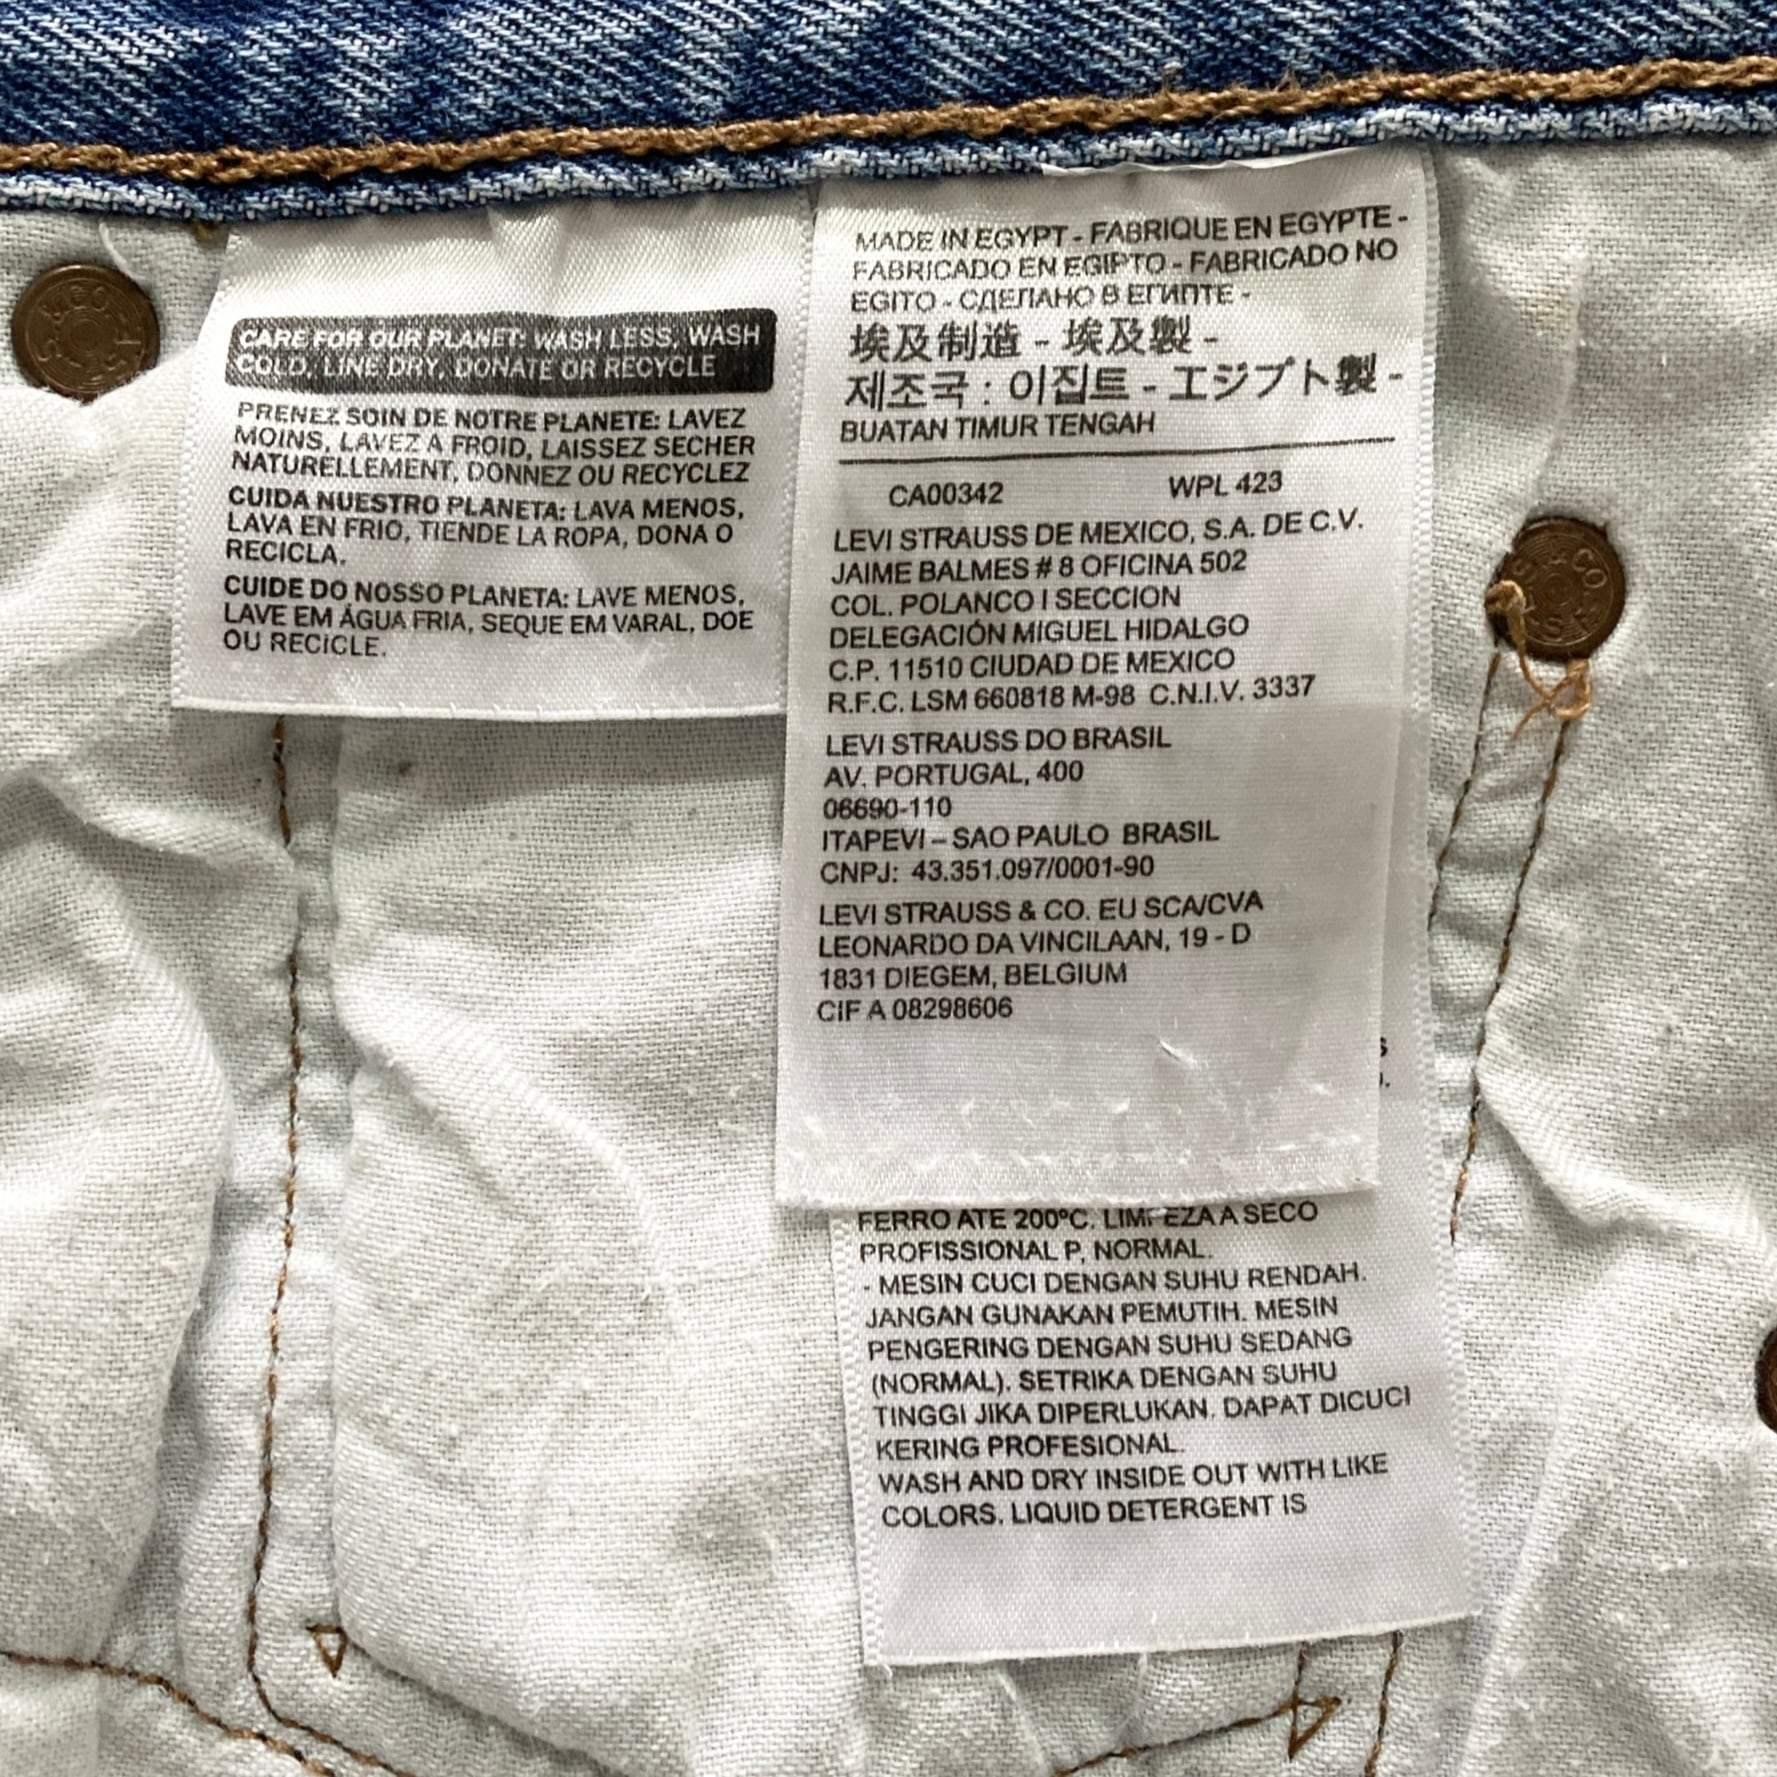 CARE FOR OUR PLANET: WASH LESS, WASH
COLD, LINE DRY, DONATE OR RECYCLE
PRENEZ SOIN DE NOTRE PLANETE: LAVEZ
MOINS, LAVEZ A FROID, LAISSEZ SECHER
NATURELLEMENT, DONNEZ OU RECYCLEZ
CUIDA NUESTRO PLANETA: LAVA MENOS,
LAVA EN FRIO, TIENDE LA ROPA, DONA O
RECICLA.
CUIDE DO NOSSO PLANETA: LAVE MENOS,
LAVE EM ÁGUA FRIA, SEQUE EM VARAL, DOE
OU RECICLE.
MADE IN EGYPT - FABRIQUE EN EGYPTE -
FABRICADO EN EGIPTO - FABRICADO NO
EGITO - СДЕЛАНО В ЕГИПТЕ -
埃及制造 - 埃及製 -
제조국 : 이집트 - エジプト製 -
BUATAN TIMUR TENGAH
CA00342 WPL 423
LEVI STRAUSS DE MEXICO, S.A. DE C.V.
JAIME BALMES # 8 OFICINA 502
COL. POLANCO I SECCION
DELEGACIÓN MIGUEL HIDALGO
C.P. 11510 CIUDAD DE MEXICO
R.F.C. LSM 660818 M-98 C.N.I.V. 3337
LEVI STRAUSS DO BRASIL
AV. PORTUGAL, 400
06690-110
ITAPEVI – SAO PAULO BRASIL
CNPJ: 43.351.097/0001-90
LEVI STRAUSS & CO. EU SCA/CVA
LEONARDO DA VINCILAAN, 19 - D
1831 DIEGEM, BELGIUM
CIF A 08298606
FERRO ATE 200ºC. LIMPEZA A SECO
PROFISSIONAL P, NORMAL.
- MESIN CUCI DENGAN SUHU RENDAH.
JANGAN GUNAKAN PEMUTIH. MESIN
PENGERING DENGAN SUHU SEDANG
(NORMAL). SETRIKA DENGAN SUHU
TINGGI JIKA DIPERLUKAN. DAPAT DICUCI
KERING PROFESIONAL.
WASH AND DRY INSIDE OUT WITH LIKE
COLORS. LIQUID DETERGENT IS